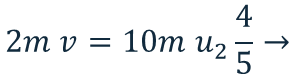 2m v = 10m u₂ 4/5 →